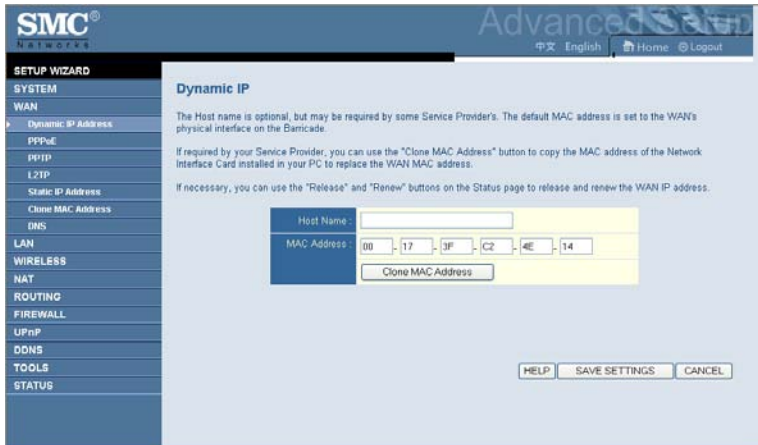 SMC®
Networks
Advanced Setup
中文 English Home Logout
SETUP WIZARD
SYSTEM
WAN
Dynamic IP Address
PPPoE
PPTP
L2TP
Static IP Address
Clone MAC Address
DNS
LAN
WIRELESS
NAT
ROUTING
FIREWALL
UPnP
DDNS
TOOLS
STATUS
Dynamic IP
The Host name is optional, but may be required by some Service Provider's. The default MAC address is set to the WAN's
physical interface on the Barricade.
If required by your Service Provider, you can use the "Clone MAC Address" button to copy the MAC address of the Network
Interface Card installed in your PC to replace the WAN MAC address.
If necessary, you can use the "Release" and "Renew" buttons on the Status page to release and renew the WAN IP address.
Host Name :
MAC Address : 00 - 17 - 3F - C2 - 4E - 14
Clone MAC Address
HELP SAVE SETTINGS CANCEL